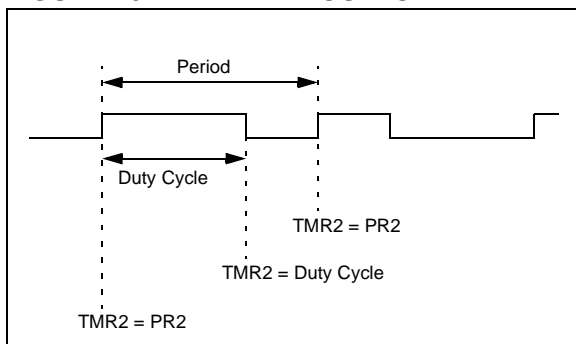 Period
Duty Cycle
TMR2 = PR2
TMR2 = Duty Cycle
TMR2 = PR2